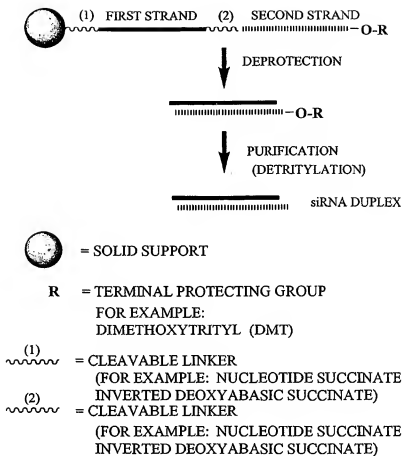 (1) FIRST STRAND (2) SECOND STRAND
O-R
DEPROTECTION
O-R
PURIFICATION
(DETRITYLATION)
siRNA DUPLEX
= SOLID SUPPORT
R = TERMINAL PROTECTING GROUP
FOR EXAMPLE:
DIMETHOXYTRITYL (DMT)
(1)
= CLEAVABLE LINKER
(FOR EXAMPLE: NUCLEOTIDE SUCCINATE
INVERTED DEOXYABASIC SUCCINATE)
(2)
= CLEAVABLE LINKER
(FOR EXAMPLE: NUCLEOTIDE SUCCINATE
INVERTED DEOXYABASIC SUCCINATE)